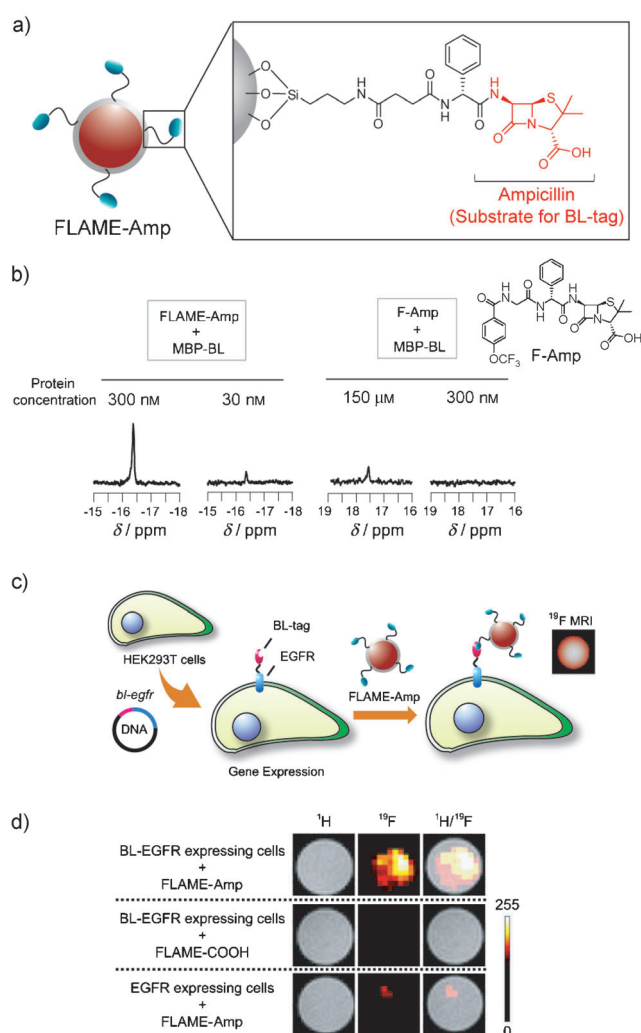 a)
O
O
O
Si
H
N
O
O
N
H
O
H
N
S
N
O
O
OH
FLAME-Amp
Ampicillin
(Substrate for BL-tag)
b)
FLAME-Amp
+
MBP-BL
F-Amp
+
MBP-BL
O
H
N
O
N
H
O
H
N
S
N
O
O
OH
OCF3
F-Amp
Protein
concentration
300 nM
30 nM
150 μM
300 nM
-15 -16 -17 -18
-15 -16 -17 -18
19 18 17 16
19 18 17 16
δ / ppm
δ / ppm
δ / ppm
δ / ppm
c)
HEK293T cells
bl-egfr
DNA
BL-tag
EGFR
Gene Expression
FLAME-Amp
19F MRI
d)
1H
19F
1H/19F
BL-EGFR expressing cells
+
FLAME-Amp
BL-EGFR expressing cells
+
FLAME-COOH
EGFR expressing cells
+
FLAME-Amp
255
0